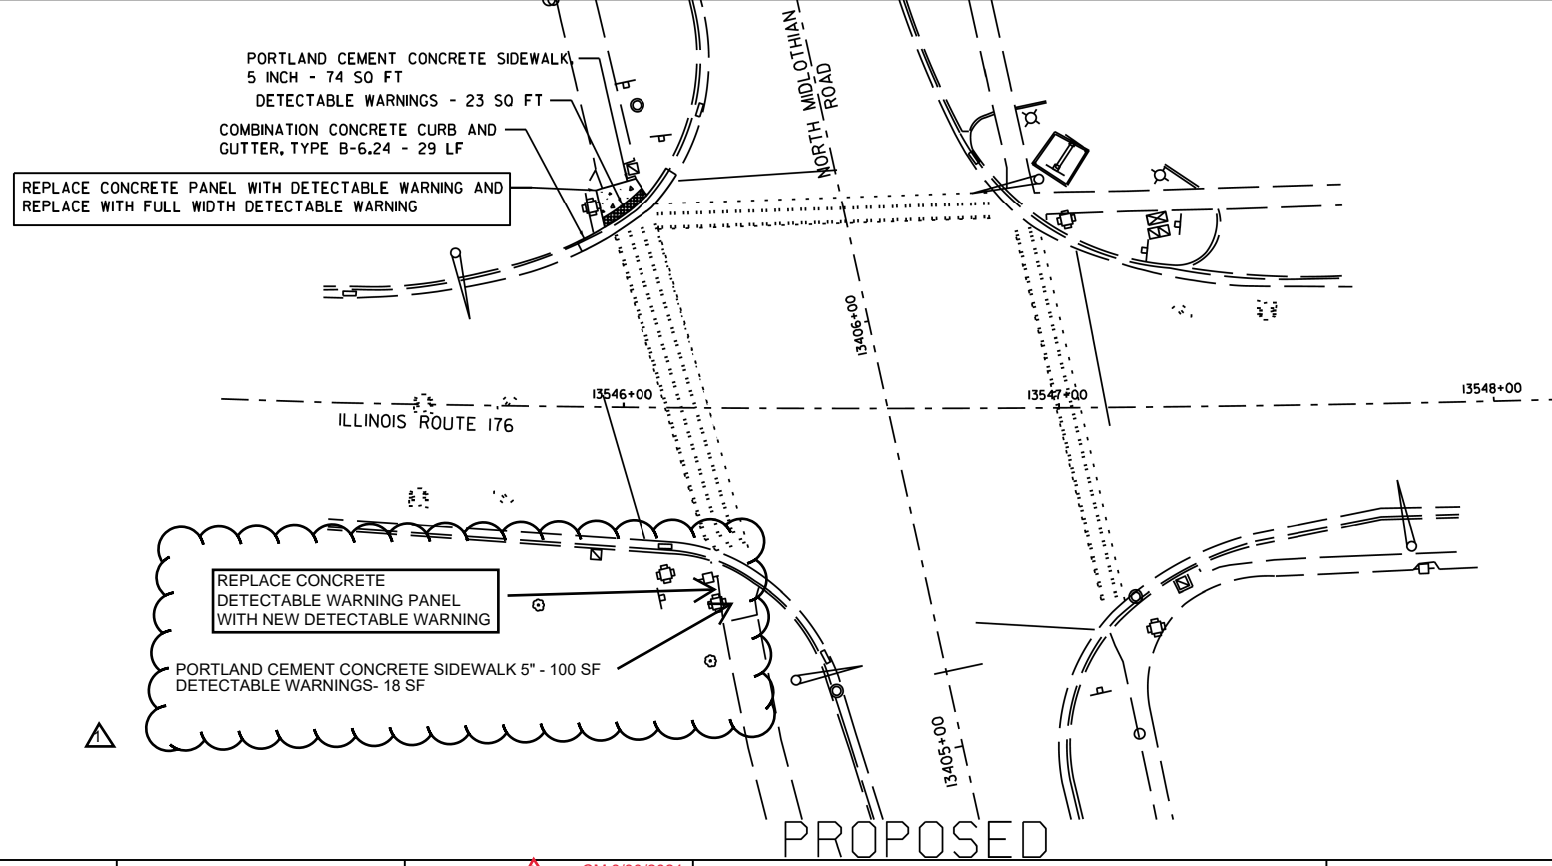 PORTLAND CEMENT CONCRETE SIDEWALK,
5 INCH - 74 SQ FT
DETECTABLE WARNINGS - 23 SQ FT
COMBINATION CONCRETE CURB AND
GUTTER, TYPE B-6.24 - 29 LF
REPLACE CONCRETE PANEL WITH DETECTABLE WARNING AND
REPLACE WITH FULL WIDTH DETECTABLE WARNING
NORTH MIDLOTHIAN
ROAD
13406+00
13546+00
13547+00
13548+00
ILLINOIS ROUTE 176
REPLACE CONCRETE
DETECTABLE WARNING PANEL
WITH NEW DETECTABLE WARNING
PORTLAND CEMENT CONCRETE SIDEWALK 5" - 100 SF
DETECTABLE WARNINGS- 18 SF
1
13405+00
PROPOSED